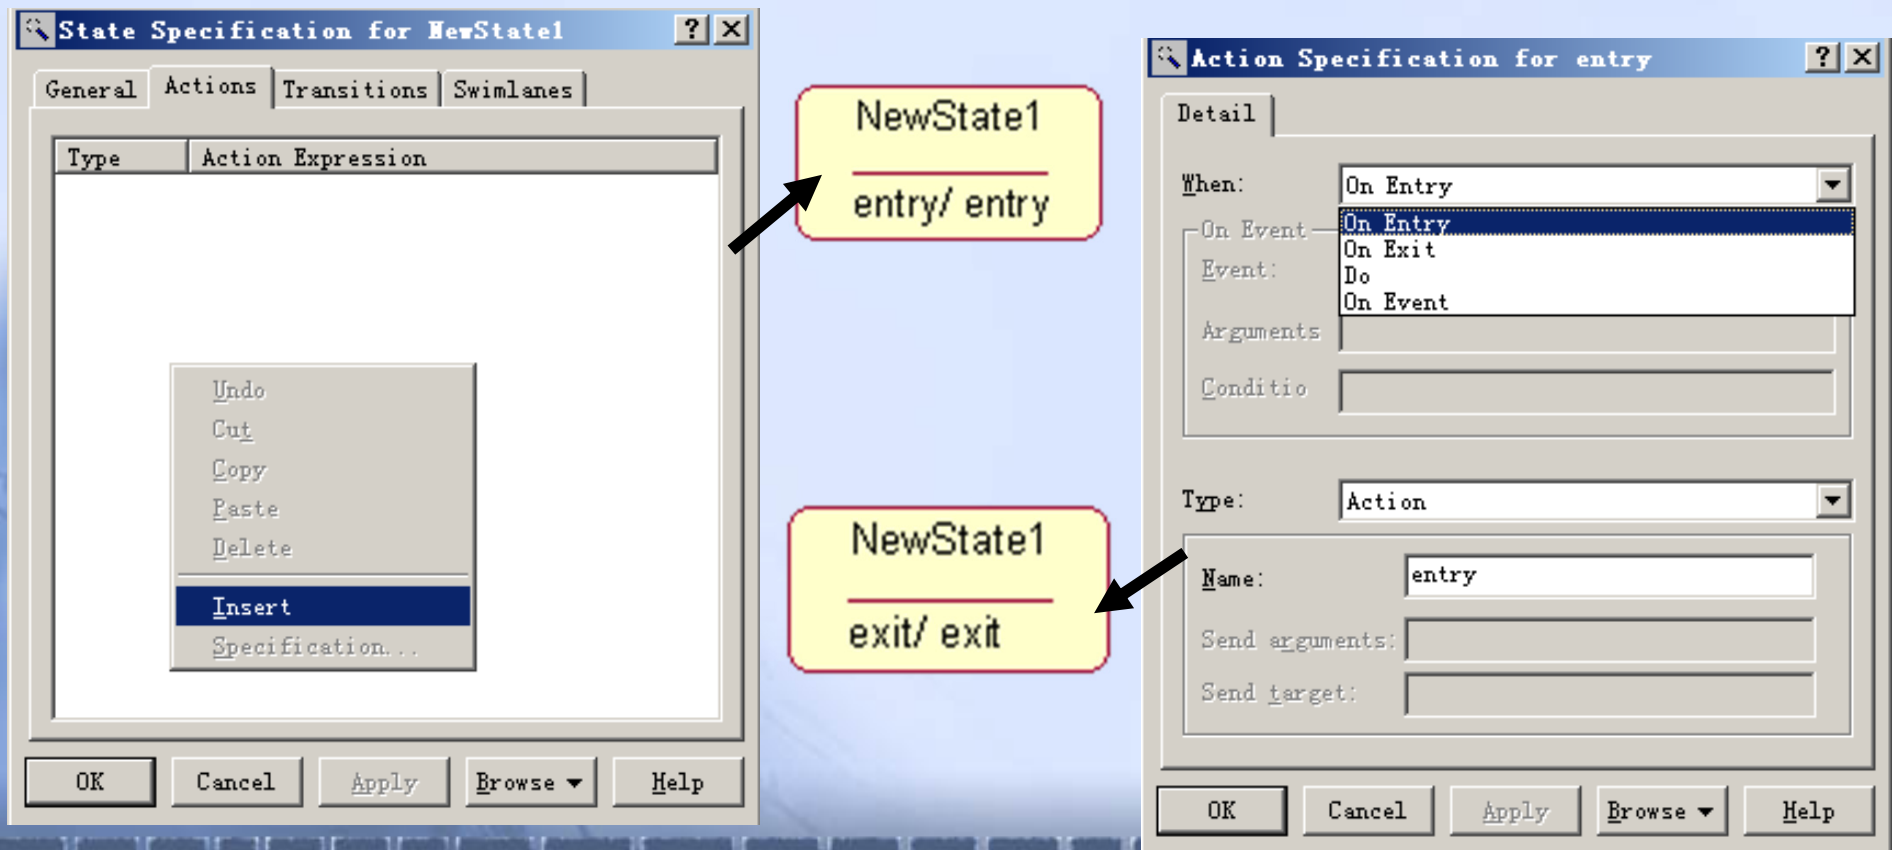 State Specification for NewState1
? X
General Actions Transitions Swimlanes
Type Action Expression
Undo
Cut
Copy
Paste
Delete
Insert
Specification...
OK Cancel Apply Browse Help
NewState1
entry/ entry
NewState1
exit/ exit
Action Specification for entry
? X
Detail
When: On Entry
On Entry
On Exit
Do
On Event
On Event
Event:
Arguments
Conditio
Type: Action
Name: entry
Send arguments:
Send target:
OK Cancel Apply Browse Help